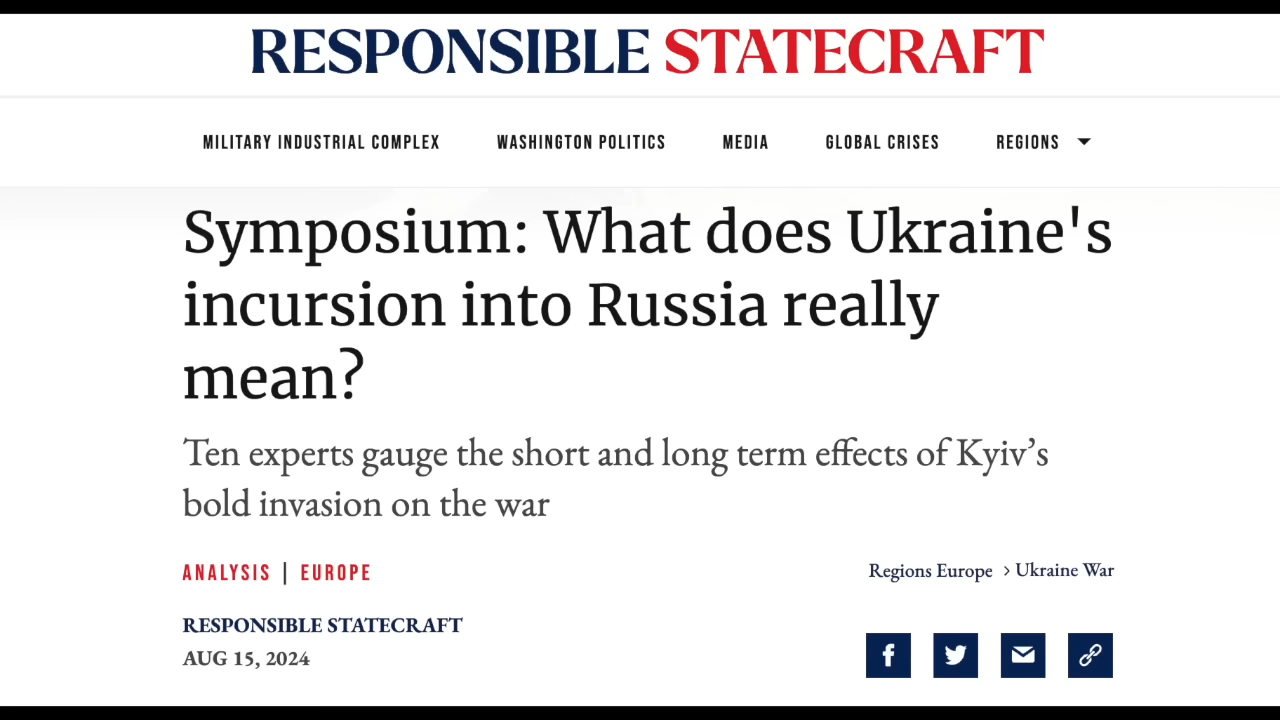 RESPONSIBLE STATECRAFT
MILITARY INDUSTRIAL COMPLEX WASHINGTON POLITICS MEDIA GLOBAL CRISES REGIONS
Symposium: What does Ukraine's
incursion into Russia really
mean?
Ten experts gauge the short and long term effects of Kyiv’s
bold invasion on the war
ANALYSIS | EUROPE
Regions Europe > Ukraine War
RESPONSIBLE STATECRAFT
AUG 15, 2024